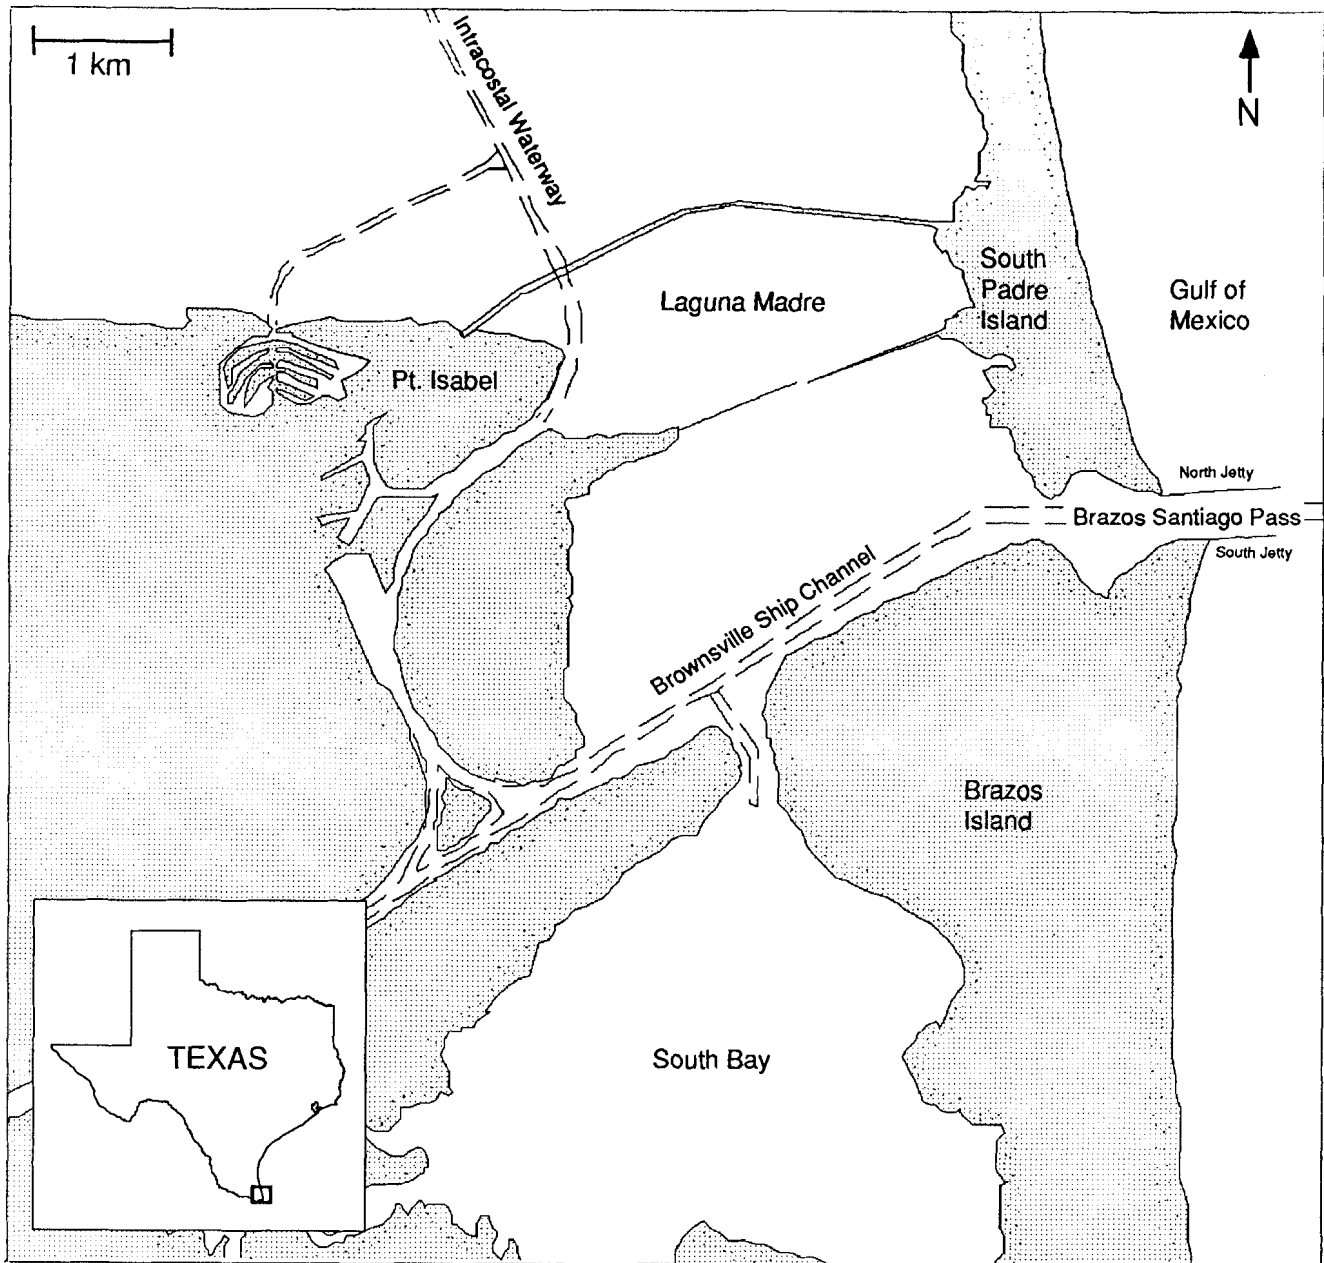 1 km
Intracostal Waterway
N
South
Padre
Island
Gulf of
Mexico
Laguna Madre
Pt. Isabel
North Jetty
Brazos Santiago Pass
South Jetty
Brownsville Ship Channel
Brazos
Island
TEXAS
South Bay